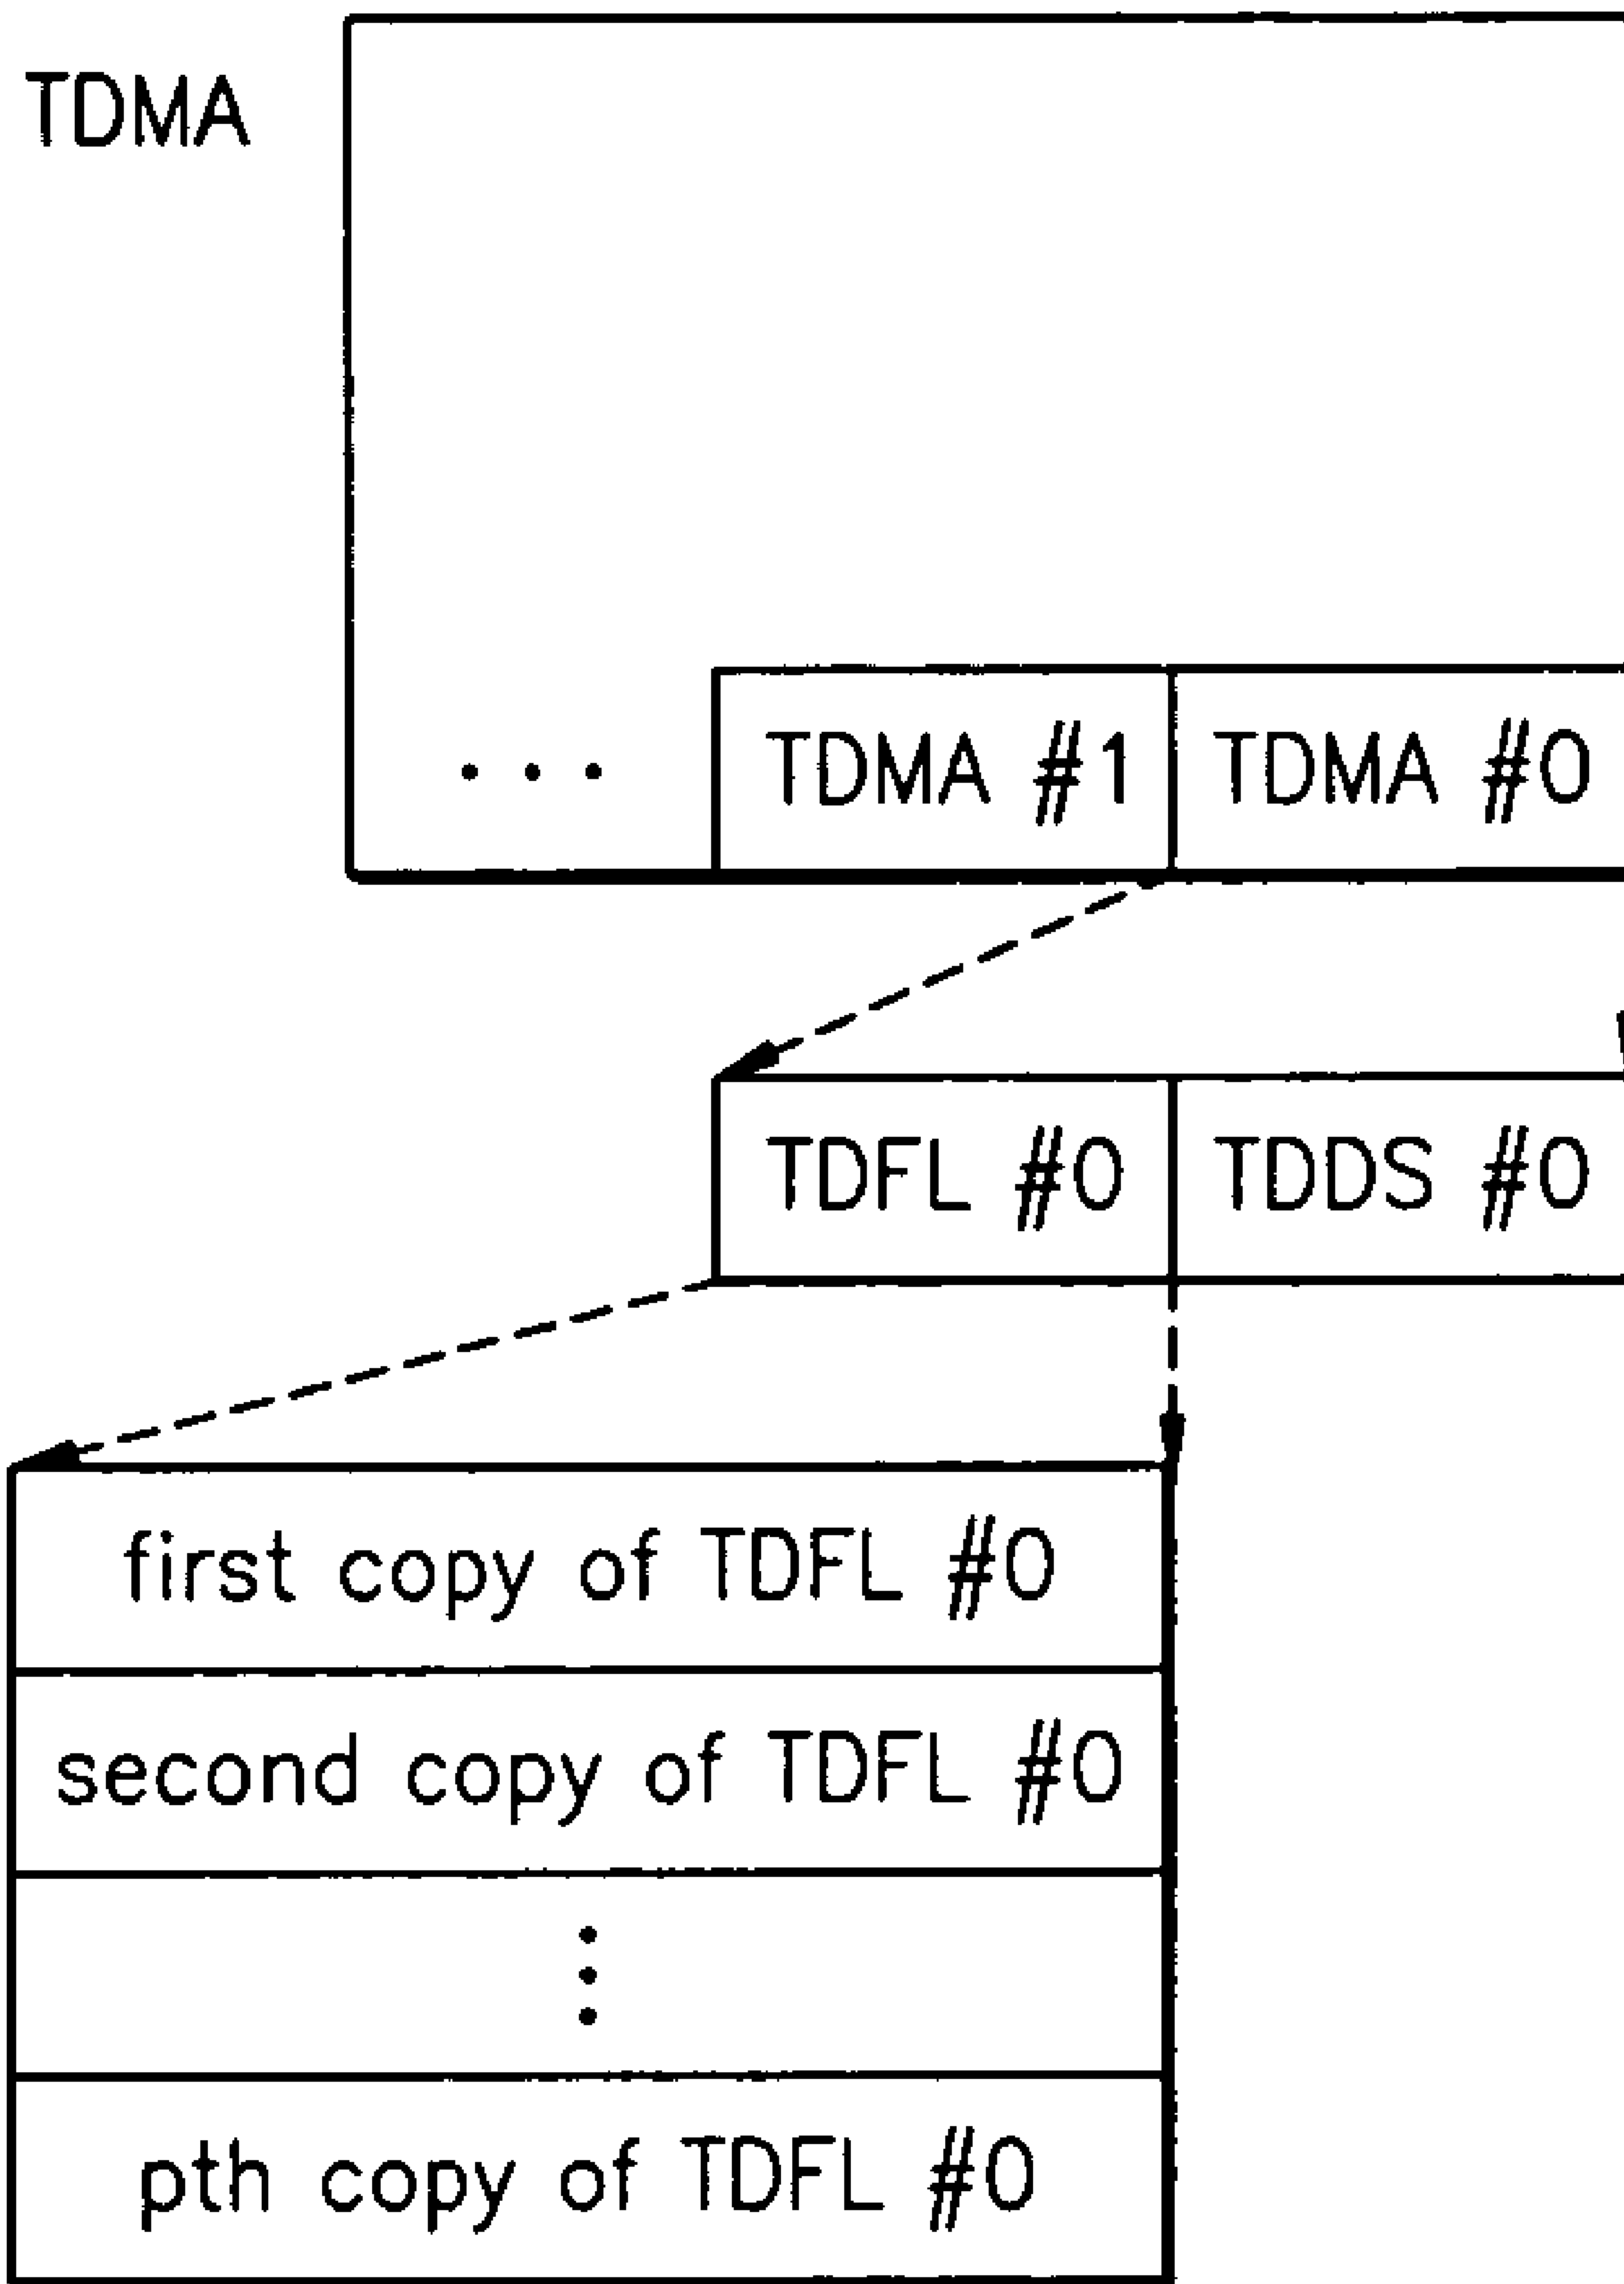 TDMA
... TDMA #1 TDMA #0
TDFL #0 TDDS #0
first copy of TDFL #0
second copy of TDFL #0
pth copy of TDFL #0